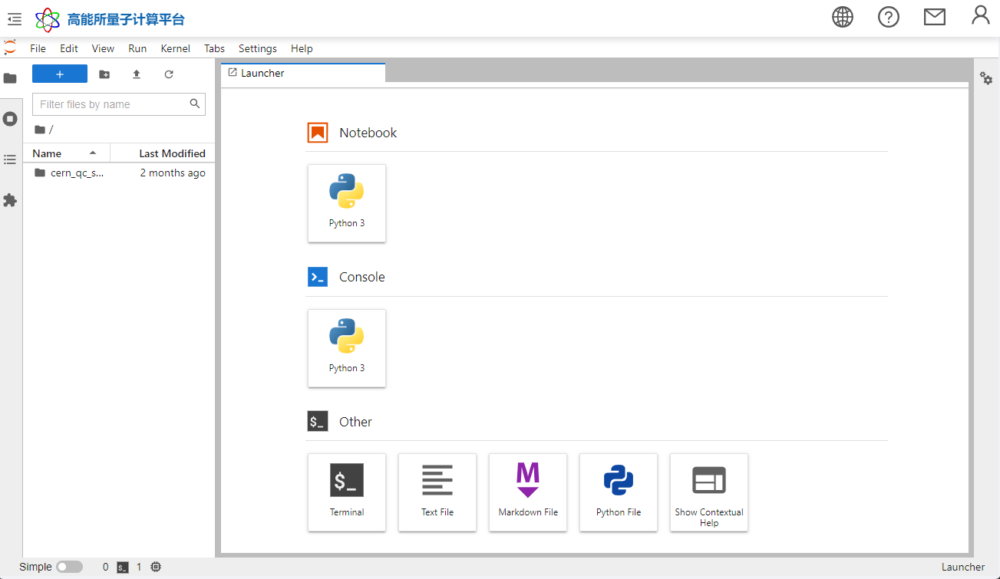 高能所量子计算平台
File Edit View Run Kernel Tabs Settings Help
+
Filter files by name
/
Name Last Modified
cern_qc_s... 2 months ago
Launcher
Notebook
Python 3
Console
Python 3
$_ Other
$_ M
Terminal Text File Markdown File Python File Show Contextual
Help
Simple 0 $_ 1 Launcher